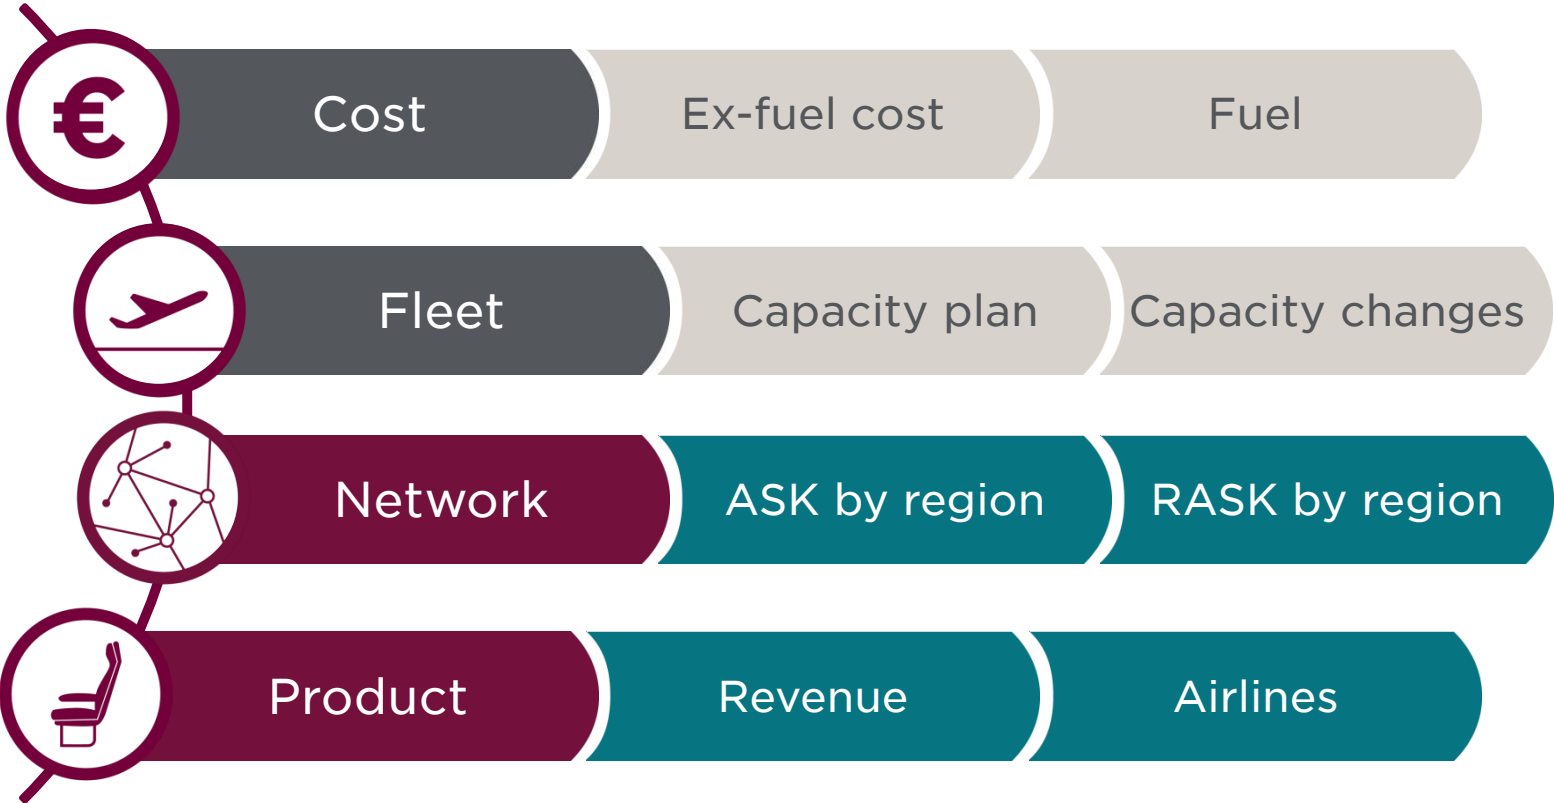 € Cost Ex-fuel cost Fuel
Fleet Capacity plan Capacity changes
Network ASK by region RASK by region
Product Revenue Airlines